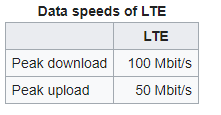 Data speeds of LTE
LTE
Peak download 100 Mbit/s
Peak upload 50 Mbit/s